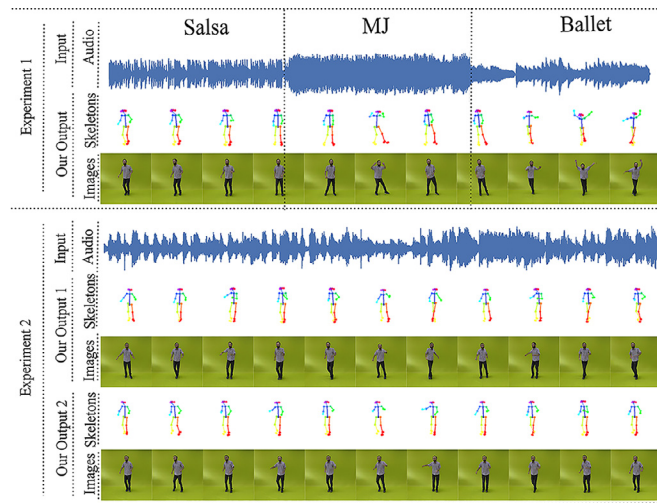 Salsa
MJ
Ballet
Experiment 1
Input
Audio
Our Output
Skeletons
Images
Experiment 2
Input
Audio
Our Output 1
Skeletons
Images
Our Output 2
Skeletons
Images